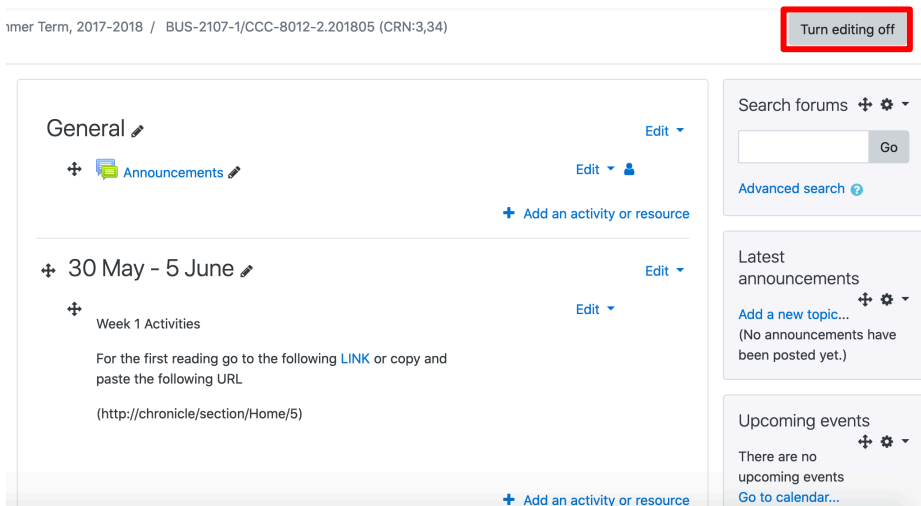 Term, 2017-2018 / BUS-2107-1/CCC-8012-2.201805 (CRN:3,34)
Turn editing off
General
Edit
Announcements
Edit
Add an activity or resource
30 May - 5 June
Edit
Edit
Week 1 Activities
For the first reading go to the following LINK or copy and
paste the following URL
(http://chronicle/section/Home/5)
Add an activity or resource
Search forums
Go
Advanced search
Latest
announcements
Add a new topic...
(No announcements have
been posted yet.)
Upcoming events
There are no
upcoming events
Go to calendar...